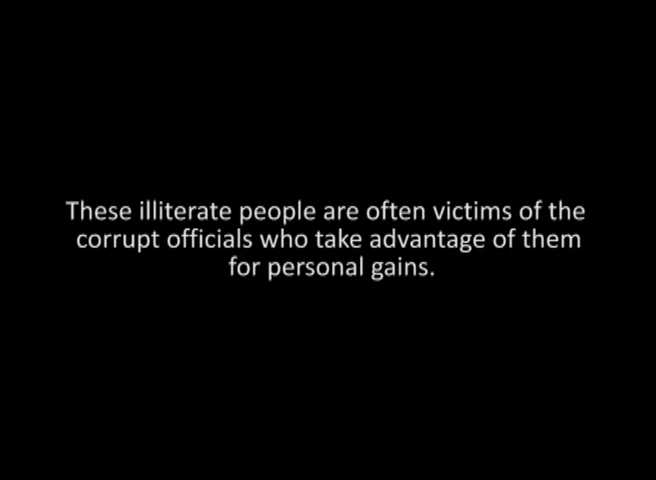 These illiterate people are often victims of the
corrupt officials who take advantage of them
for personal gains.